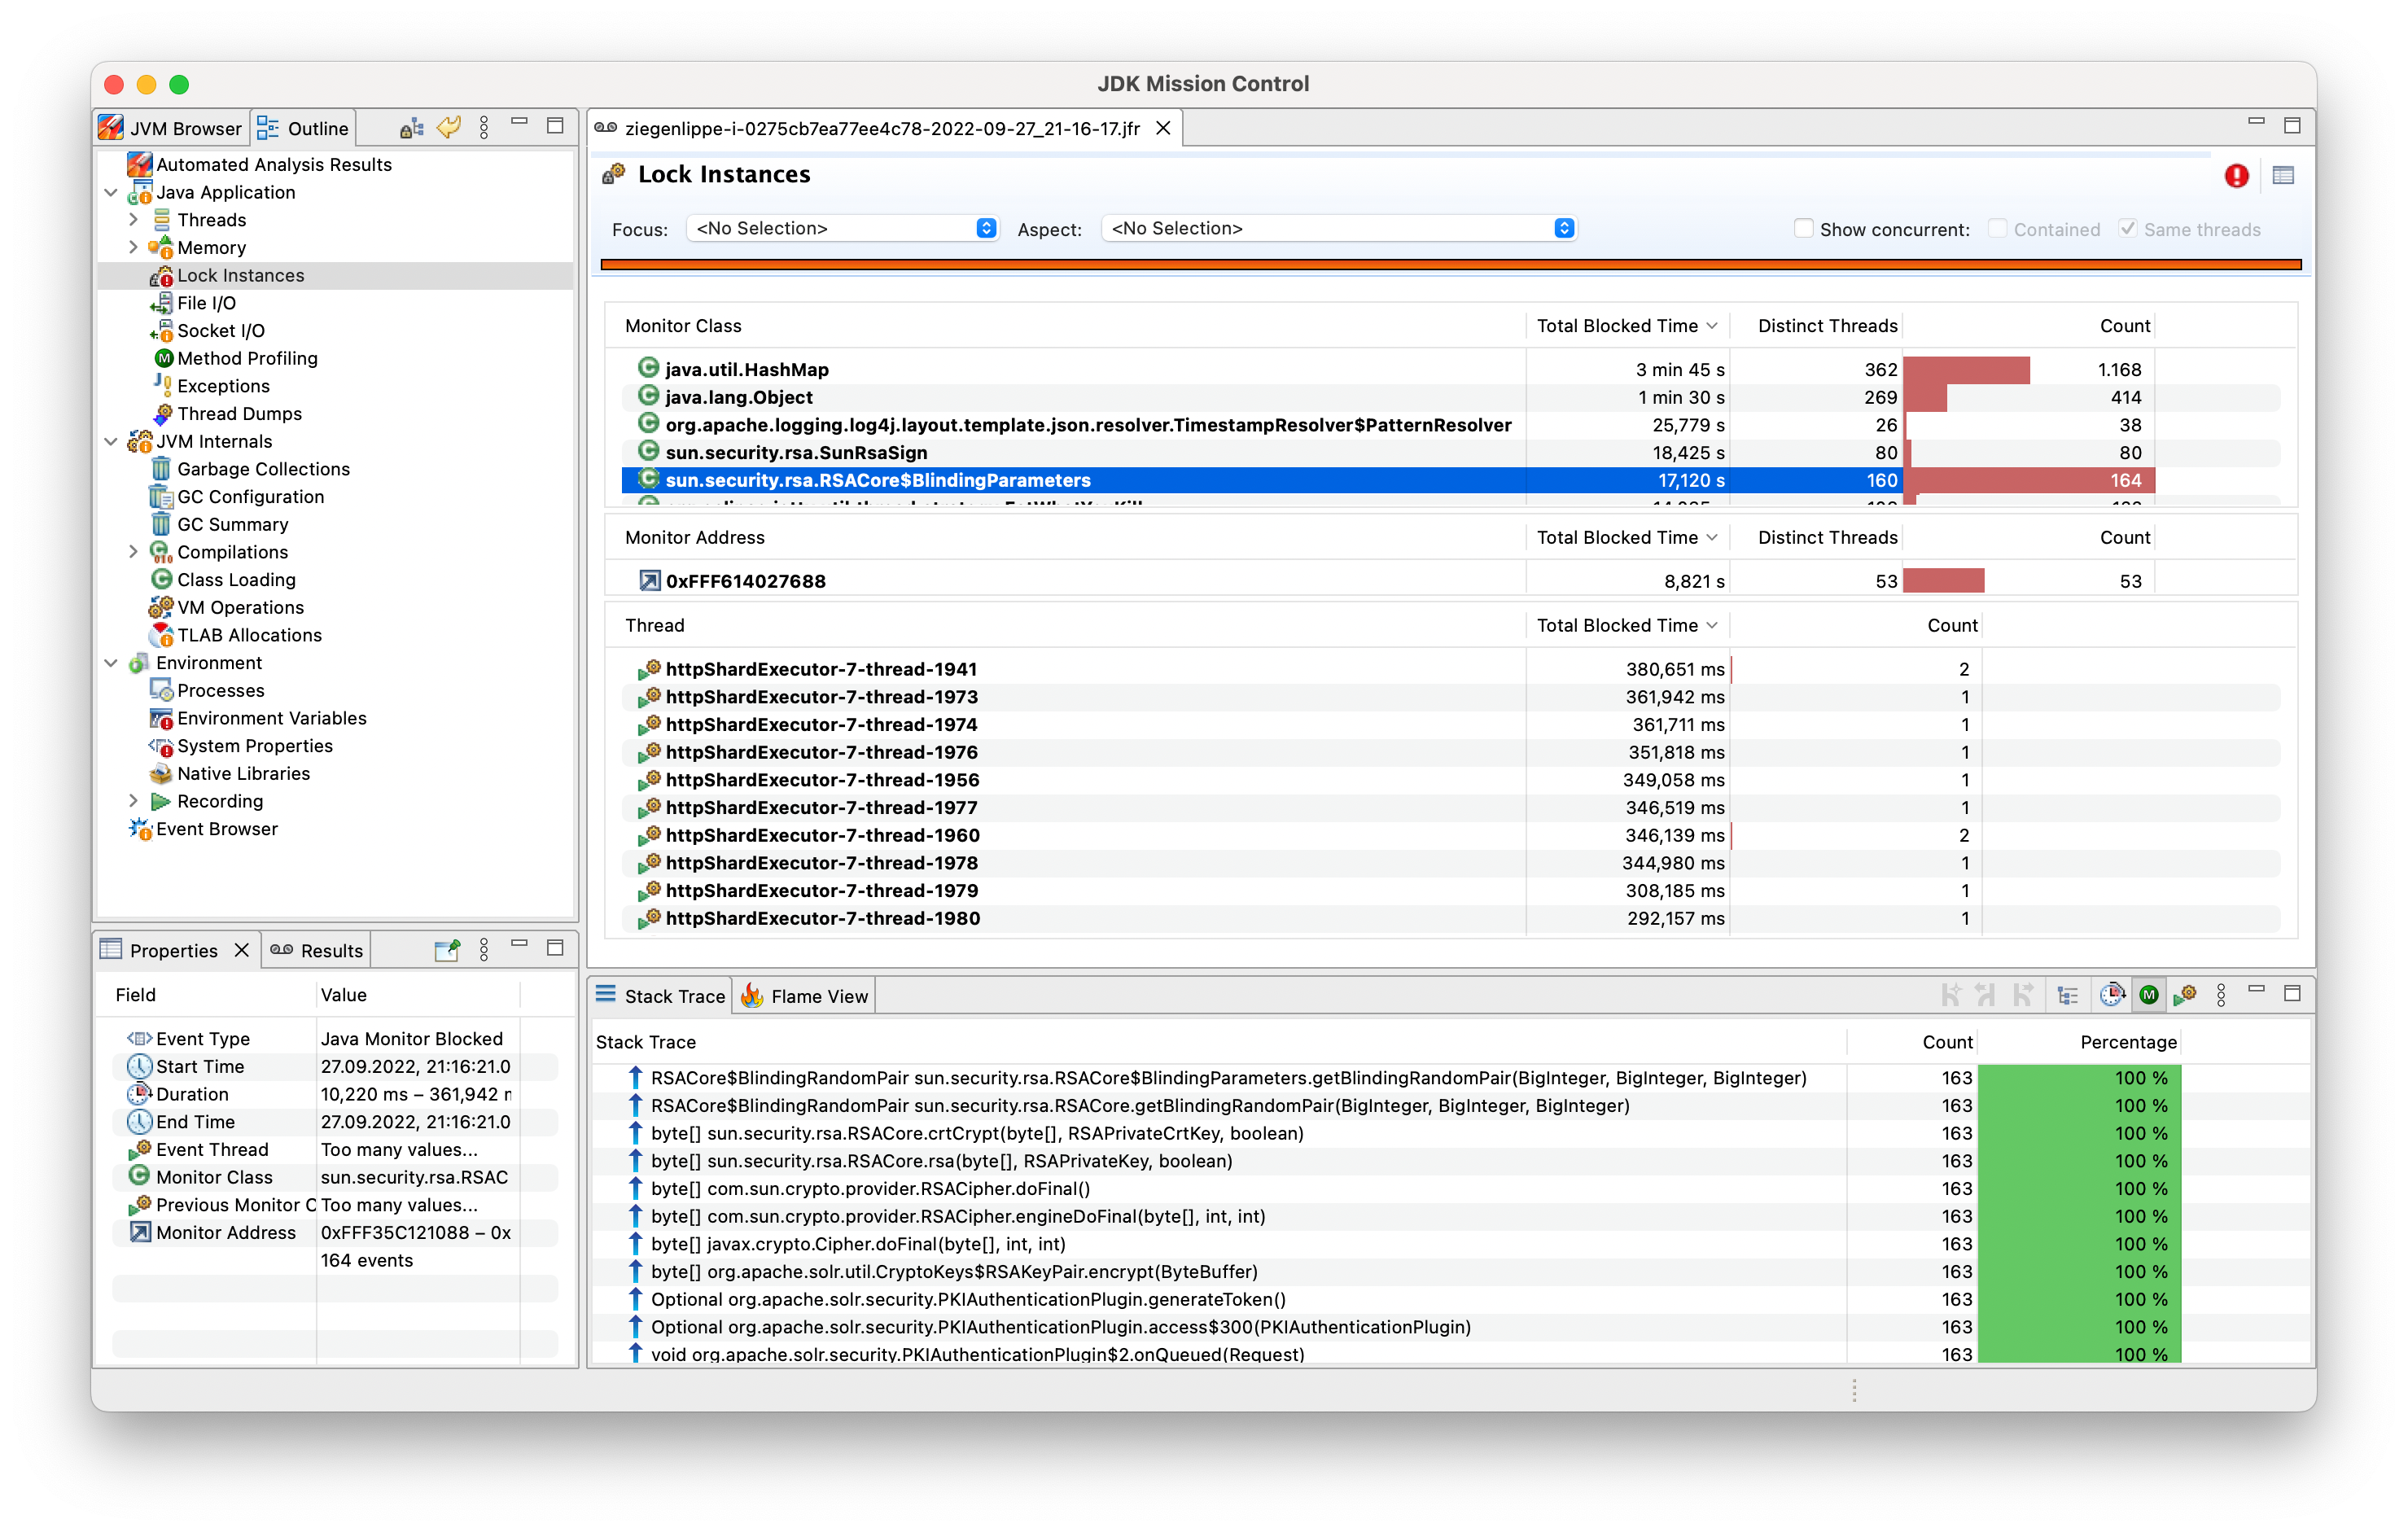 JDK Mission Control
JVM Browser
Outline
Automated Analysis Results
Java Application
Threads
Memory
Lock Instances
File I/O
Socket I/O
Method Profiling
Exceptions
Thread Dumps
JVM Internals
Garbage Collections
GC Configuration
GC Summary
Compilations
Class Loading
VM Operations
TLAB Allocations
Environment
Processes
Environment Variables
System Properties
Native Libraries
Recording
Event Browser
Properties
Results
Field Value
Event Type Java Monitor Blocked
Start Time 27.09.2022, 21:16:21.0
Duration 10,220 ms – 361,942 n
End Time 27.09.2022, 21:16:21.0
Event Thread Too many values...
Monitor Class sun.security.rsa.RSAC
Previous Monitor C Too many values...
Monitor Address 0xFFF35C121088 – 0x
164 events
ziegenlippe-i-0275cb7ea77ee4c78-2022-09-27_21-16-17.jfr
Lock Instances
Focus: <No Selection> Aspect: <No Selection> Show concurrent: Contained Same threads
Monitor Class Total Blocked Time Distinct Threads Count
java.util.HashMap 3 min 45 s 362 1.168
java.lang.Object 1 min 30 s 269 414
org.apache.logging.log4j.layout.template.json.resolver.TimestampResolver$PatternResolver 25,779 s 26 38
sun.security.rsa.SunRsaSign 18,425 s 80 80
sun.security.rsa.RSACore$BlindingParameters 17,120 s 160 164
Monitor Address Total Blocked Time Distinct Threads Count
0xFFF614027688 8,821 s 53 53
Thread Total Blocked Time Count
httpShardExecutor-7-thread-1941 380,651 ms 2
httpShardExecutor-7-thread-1973 361,942 ms 1
httpShardExecutor-7-thread-1974 361,711 ms 1
httpShardExecutor-7-thread-1976 351,818 ms 1
httpShardExecutor-7-thread-1956 349,058 ms 1
httpShardExecutor-7-thread-1977 346,519 ms 1
httpShardExecutor-7-thread-1960 346,139 ms 2
httpShardExecutor-7-thread-1978 344,980 ms 1
httpShardExecutor-7-thread-1979 308,185 ms 1
httpShardExecutor-7-thread-1980 292,157 ms 1
Stack Trace
Flame View
Stack Trace Count Percentage
RSACore$BlindingRandomPair sun.security.rsa.RSACore$BlindingParameters.getBlindingRandomPair(BigInteger, BigInteger, BigInteger) 163 100 %
RSACore$BlindingRandomPair sun.security.rsa.RSACore.getBlindingRandomPair(BigInteger, BigInteger, BigInteger) 163 100 %
byte[] sun.security.rsa.RSACore.crtCrypt(byte[], RSAPrivateCrtKey, boolean) 163 100 %
byte[] sun.security.rsa.RSACore.rsa(byte[], RSAPrivateKey, boolean) 163 100 %
byte[] com.sun.crypto.provider.RSACipher.doFinal() 163 100 %
byte[] com.sun.crypto.provider.RSACipher.engineDoFinal(byte[], int, int) 163 100 %
byte[] javax.crypto.Cipher.doFinal(byte[], int, int) 163 100 %
byte[] org.apache.solr.util.CryptoKeys$RSAKeyPair.encrypt(ByteBuffer) 163 100 %
Optional org.apache.solr.security.PKIAuthenticationPlugin.generateToken() 163 100 %
Optional org.apache.solr.security.PKIAuthenticationPlugin.access$300(PKIAuthenticationPlugin) 163 100 %
void org.apache.solr.security.PKIAuthenticationPlugin$2.onQueued(Request) 163 100 %